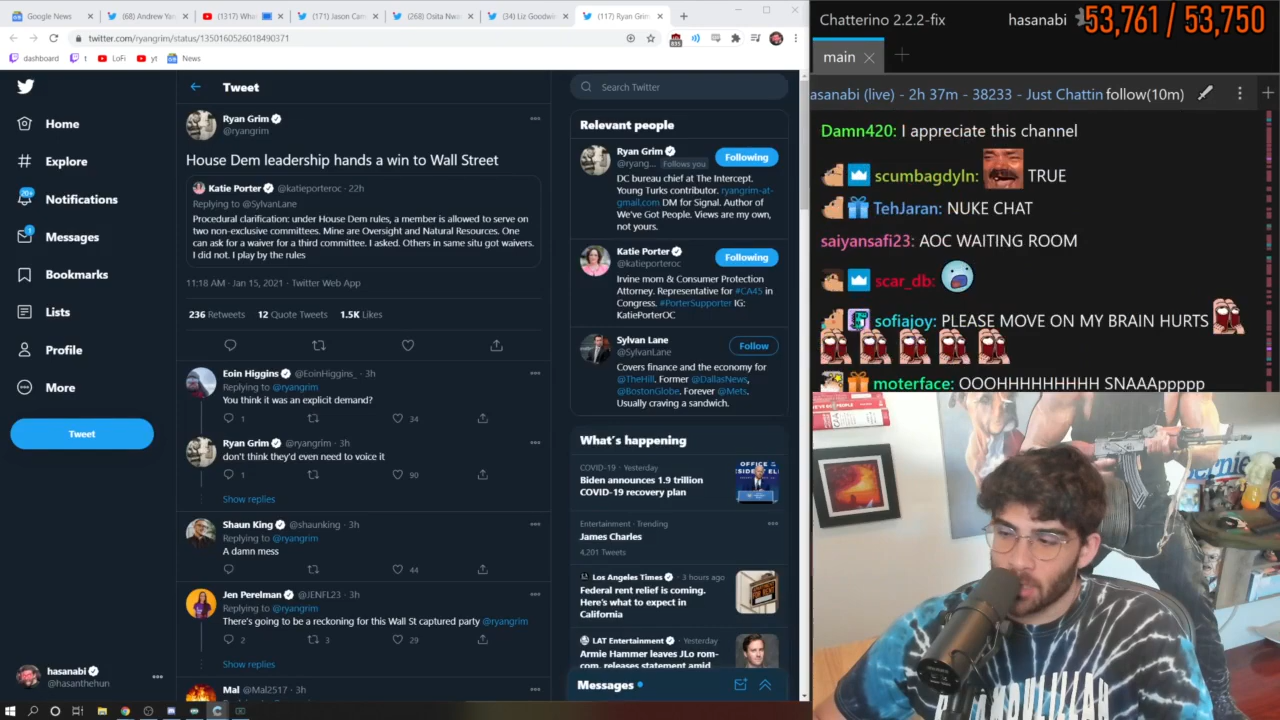 Google News
(68) Andrew Yan
(1317) Wha
(171) Jason Cam
(268) Osita Nwa
(34) Liz Goodwin
(117) Ryan Grim
twitter.com/ryangrim/status/1350160526018490371
835
dashboard
t
LoFi
yt
News
Home
Explore
20+
Notifications
1
Messages
Bookmarks
Lists
Profile
More
Tweet
hasanabi
@hasanthehun
Tweet
Ryan Grim
@ryangrim
House Dem leadership hands a win to Wall Street
Katie Porter @katieporteroc · 22h
Replying to @SylvanLane
Procedural clarification: under House Dem rules, a member is allowed to serve on
two non-exclusive committees. Mine are Oversight and Natural Resources. One
can ask for a waiver for a third committee. I asked. Others in same situ got waivers.
I did not. I play by the rules
11:18 AM · Jan 15, 2021 · Twitter Web App
236 Retweets 12 Quote Tweets 1.5K Likes
Eoin Higgins @EoinHiggins_ · 3h
Replying to @ryangrim
You think it was an explicit demand?
1 34
Ryan Grim @ryangrim · 3h
don't think they'd even need to voice it
1 90
Show replies
Shaun King @shaunking · 3h
Replying to @ryangrim
A damn mess
44
Jen Perelman @JENFL23 · 3h
Replying to @ryangrim
There's going to be a reckoning for this Wall St captured party @ryangrim
2 3 29
Show replies
Mal @Mal2517 · 3h
Search Twitter
Relevant people
Ryan Grim
@ryang... Follows you
Following
DC bureau chief at The Intercept.
Young Turks contributor. ryangrim-at-
gmail.com DM for Signal. Author of
We've Got People. Views are my own,
not yours.
Katie Porter
@katieporteroc
Following
Irvine mom & Consumer Protection
Attorney. Representative for #CA45 in
Congress. #PorterSupporter IG:
KatiePorterOC
Sylvan Lane
@SylvanLane
Follow
Covers finance and the economy for
@TheHill. Former @DallasNews,
@BostonGlobe. Forever @Mets.
Usually craving a sandwich.
What's happening
COVID-19 · Yesterday
Biden announces 1.9 trillion
COVID-19 recovery plan
Entertainment · Trending
James Charles
4,201 Tweets
Los Angeles Times · 3 hours ago
Federal rent relief is coming.
Here's what to expect in
California
LAT Entertainment · Yesterday
Armie Hammer leaves JLo rom-
com, releases statement amid
Messages
Chatterino 2.2.2-fix
hasanabi
53,761 / 53,750
main
asanabi (live) - 2h 37m - 38233 - Just Chattin follow(10m)
Damn420: I appreciate this channel
scumbagdyln: TRUE
TehJaran: NUKE CHAT
saiyansafi23: AOC WAITING ROOM
scar_db:
sofiajoy: PLEASE MOVE ON MY BRAIN HURTS
moterface: OOOHHHHHHHHH SNAAAppppp
Bernie